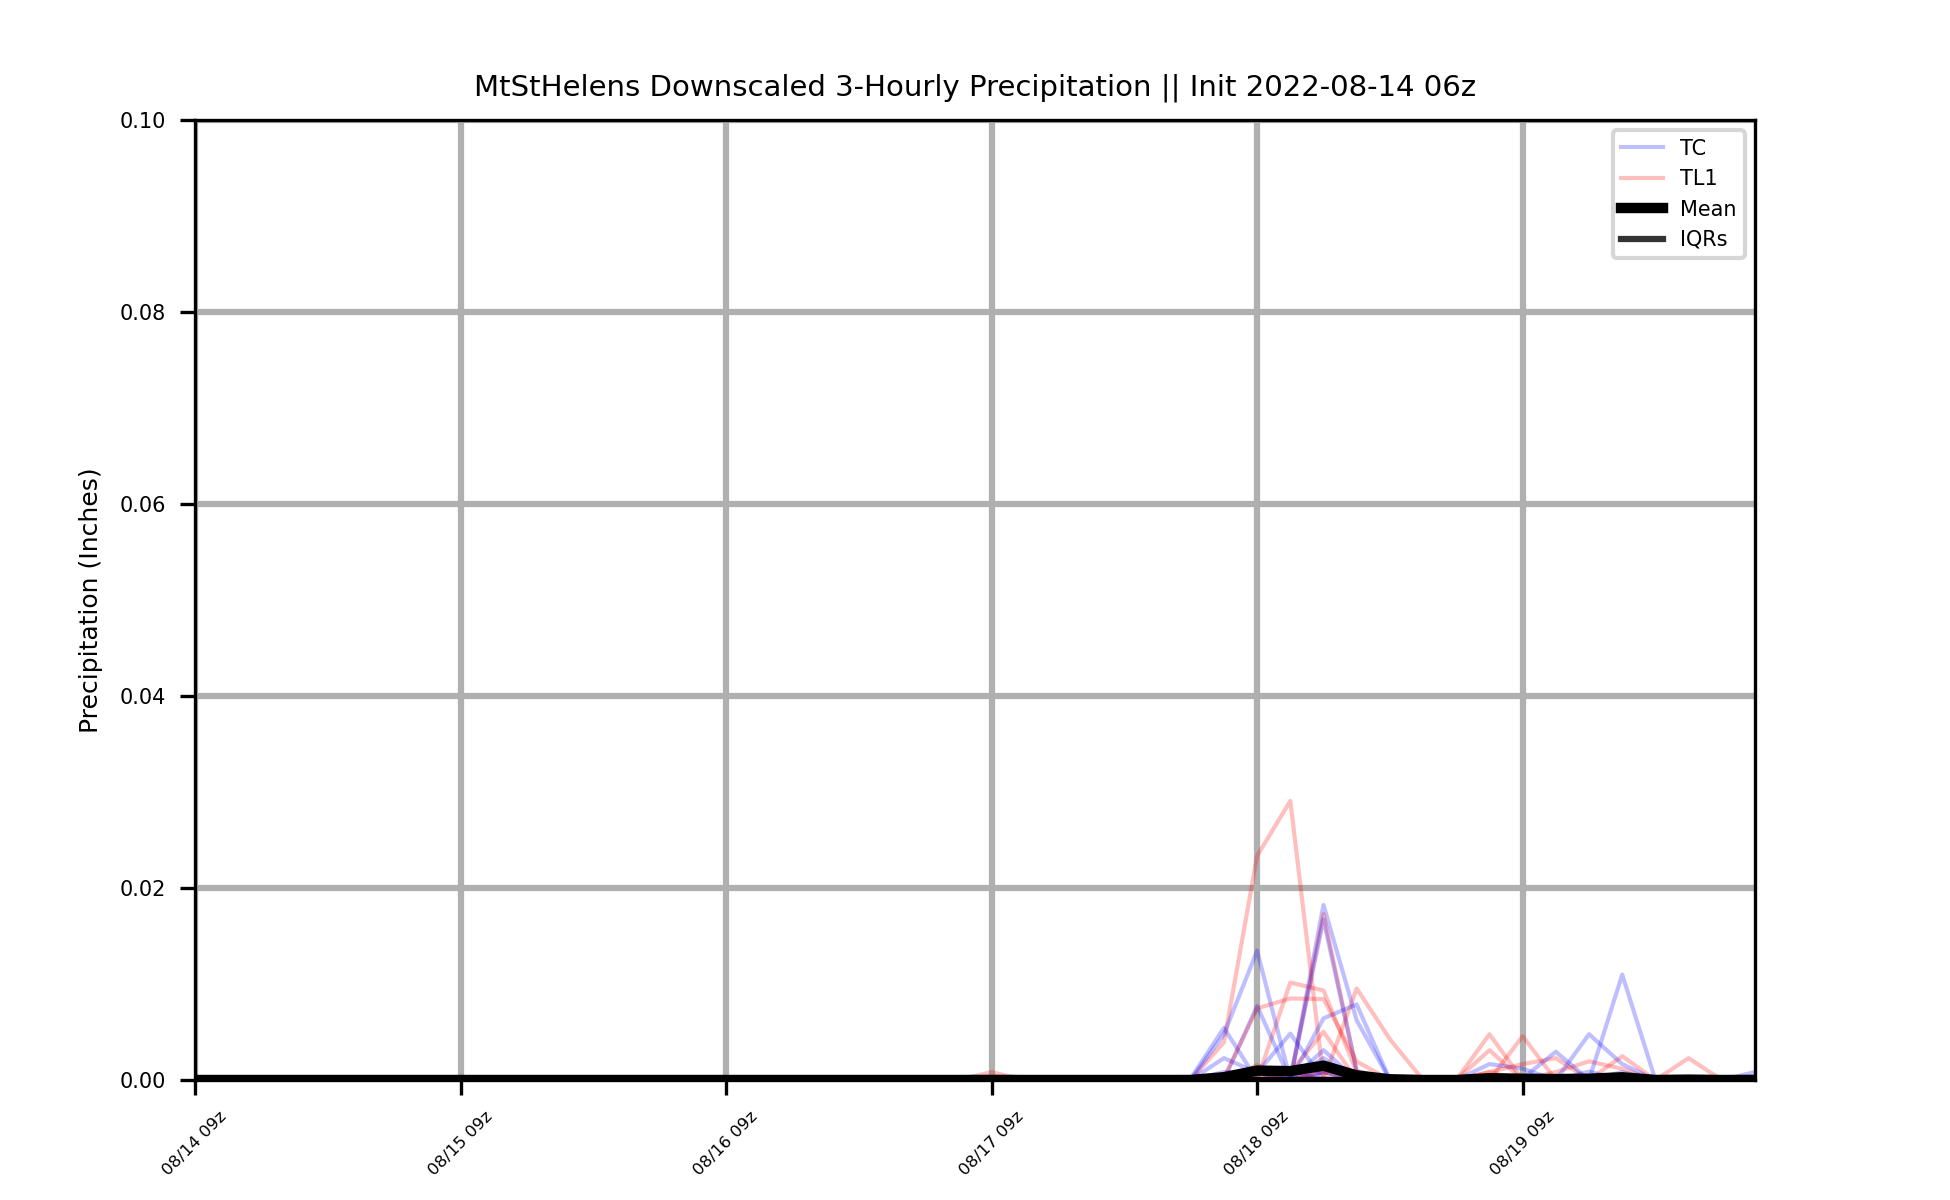 MtStHelens Downscaled 3-Hourly Precipitation || Init 2022-08-14 06z
TC
TL1
Mean
IQRs
Precipitation (Inches)
0.10
0.08
0.06
0.04
0.02
0.00
08/14 09z
08/15 09z
08/16 09z
08/17 09z
08/18 09z
08/19 09z